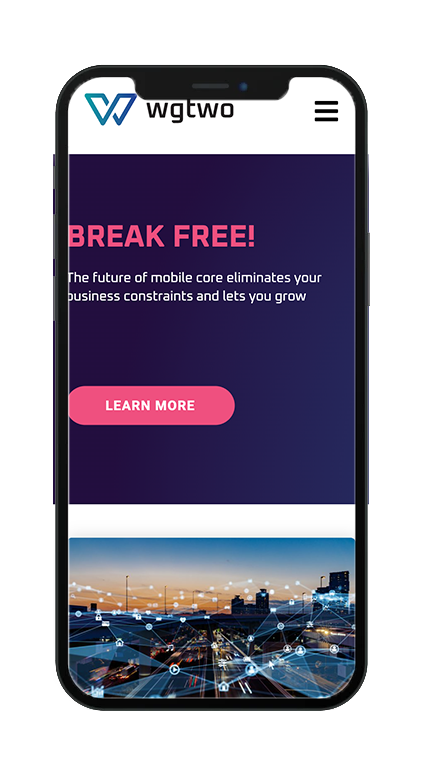 wgtwo
BREAK FREE!
The future of mobile core eliminates your
business constraints and lets you grow
LEARN MORE